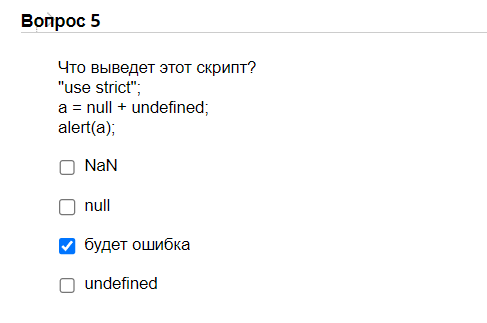 Вопрос 5
Что выведет этот скрипт?
"use strict";
a = null + undefined;
alert(a);
NaN
null
будет ошибка
undefined